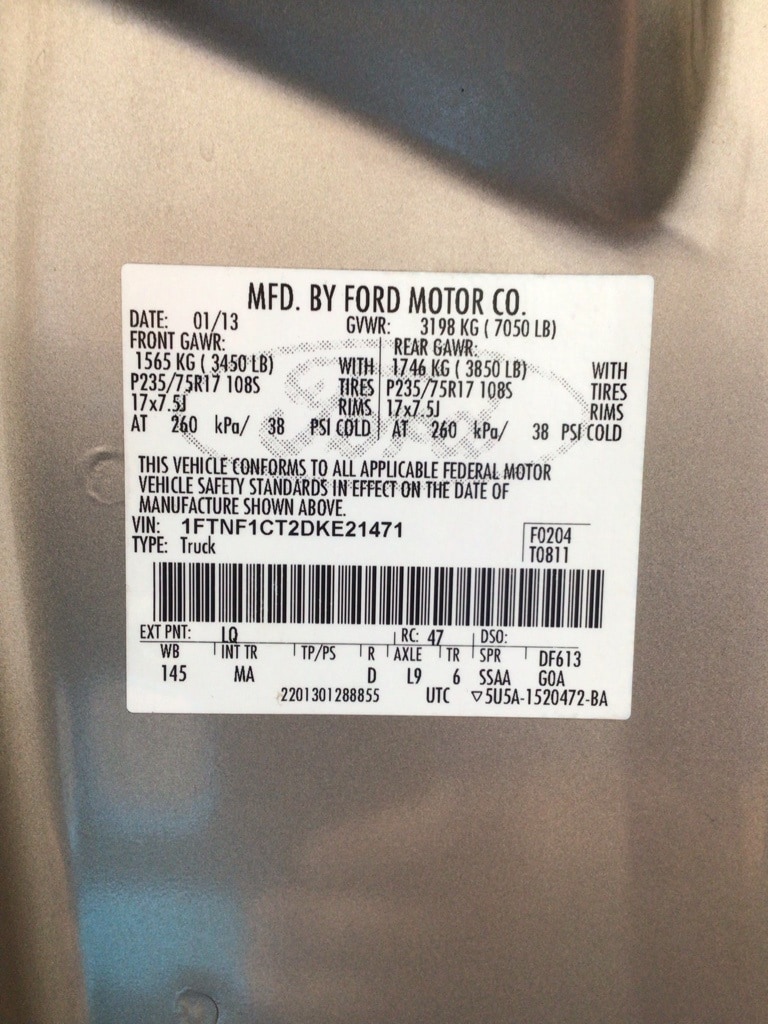 MFD. BY FORD MOTOR CO.
DATE: 01/13 GVWR: 3198 KG ( 7050 LB)
FRONT GAWR: REAR GAWR:
1565 KG ( 3450 LB) WITH 1746 KG ( 3850 LB) WITH
P235/75R17 108S TIRES P235/75R17 108S TIRES
17x7.5J RIMS 17x7.5J RIMS
AT 260 kPa/ 38 PSI COLD AT 260 kPa/ 38 PSI COLD
Ford
THIS VEHICLE CONFORMS TO ALL APPLICABLE FEDERAL MOTOR
VEHICLE SAFETY STANDARDS IN EFFECT ON THE DATE OF
MANUFACTURE SHOWN ABOVE.
VIN: 1FTNF1CT2DKE21471
TYPE: Truck
F0204
T0811
EXT PNT: LQ RC: 47 DSO:
WB INT TR TP/PS R AXLE TR SPR DF613
145 MA D L9 6 SSAA GOA
2201301288855 UTC ▽5U5A-1520472-BA